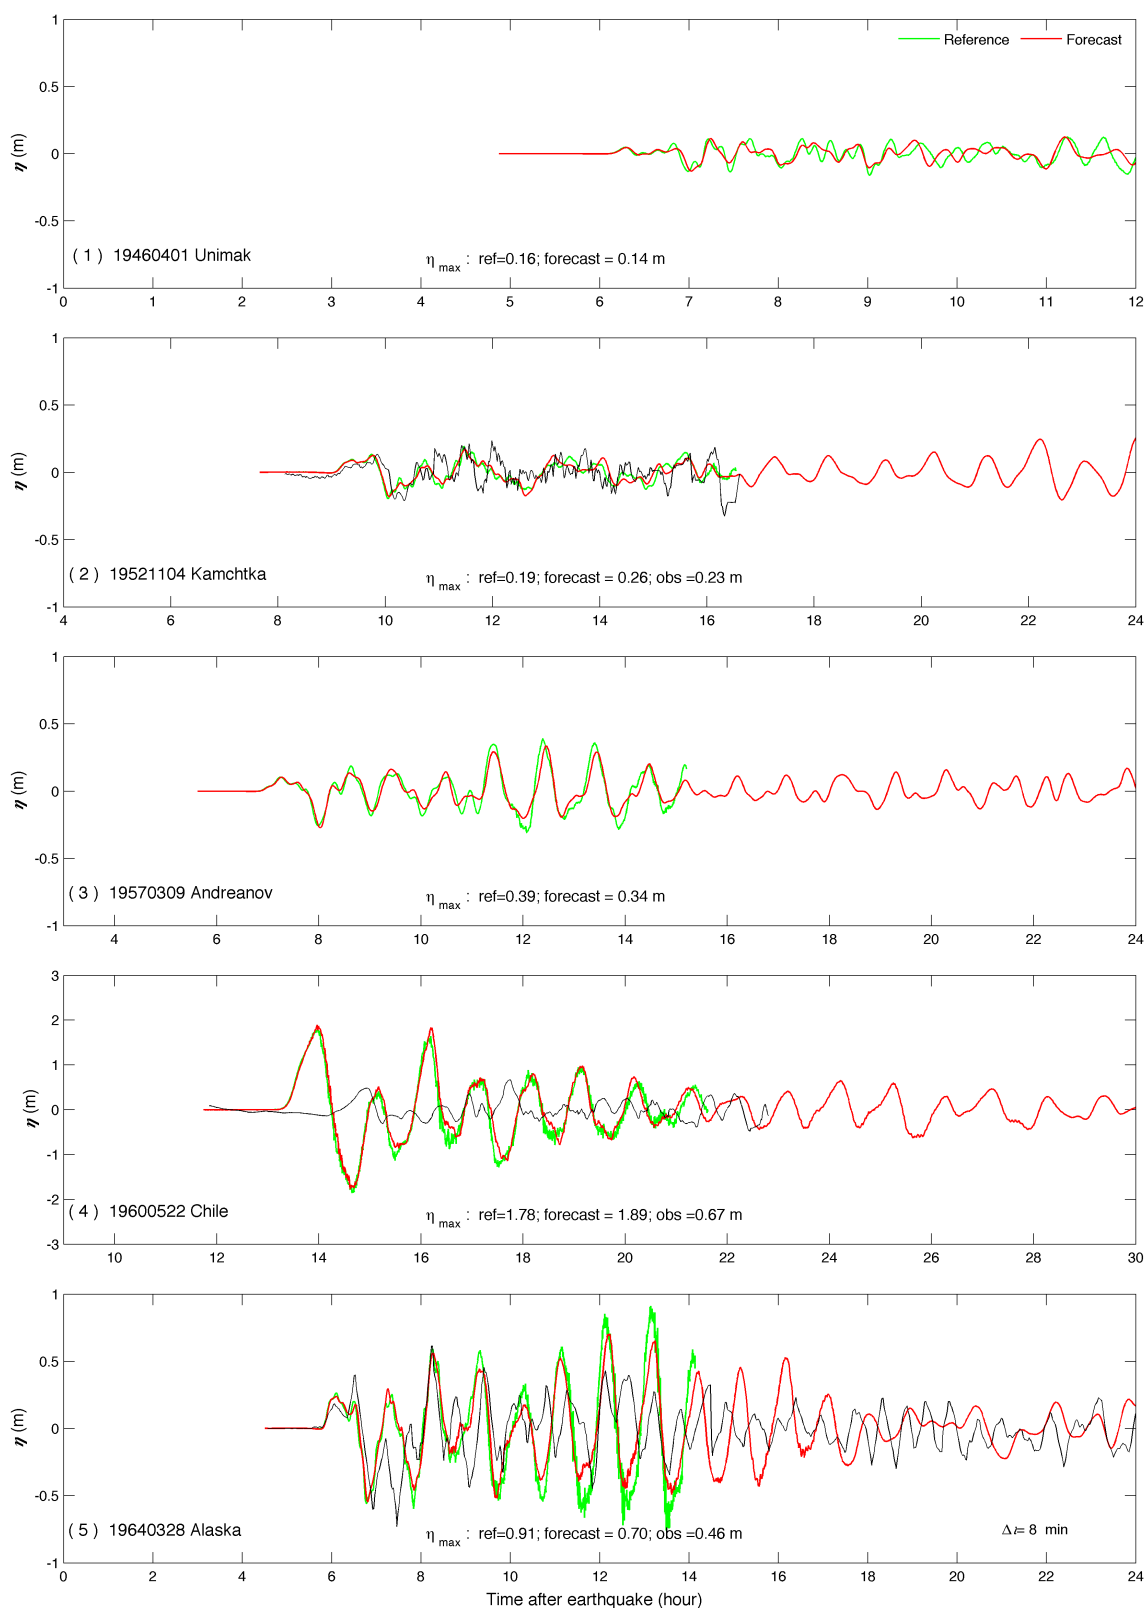 1
Reference Forecast
0.5
η (m)
0
-0.5
( 1 ) 19460401 Unimak
η max : ref=0.16; forecast = 0.14 m
-1
0 1 2 3 4 5 6 7 8 9 10 11 12
1
0.5
η (m)
0
-0.5
( 2 ) 19521104 Kamchtka
η max : ref=0.19; forecast = 0.26; obs =0.23 m
-1
4 6 8 10 12 14 16 18 20 22 24
1
0.5
η (m)
0
-0.5
( 3 ) 19570309 Andreanov
η max : ref=0.39; forecast = 0.34 m
-1
4 6 8 10 12 14 16 18 20 22 24
3
2
1
η (m)
0
-1
-2
( 4 ) 19600522 Chile
η max : ref=1.78; forecast = 1.89; obs =0.67 m
-3
10 12 14 16 18 20 22 24 26 28 30
1
0.5
η (m)
0
-0.5
( 5 ) 19640328 Alaska
η max : ref=0.91; forecast = 0.70; obs =0.46 m
Δt= 8 min
-1
0 2 4 6 8 10 12 14 16 18 20 22 24
Time after earthquake (hour)